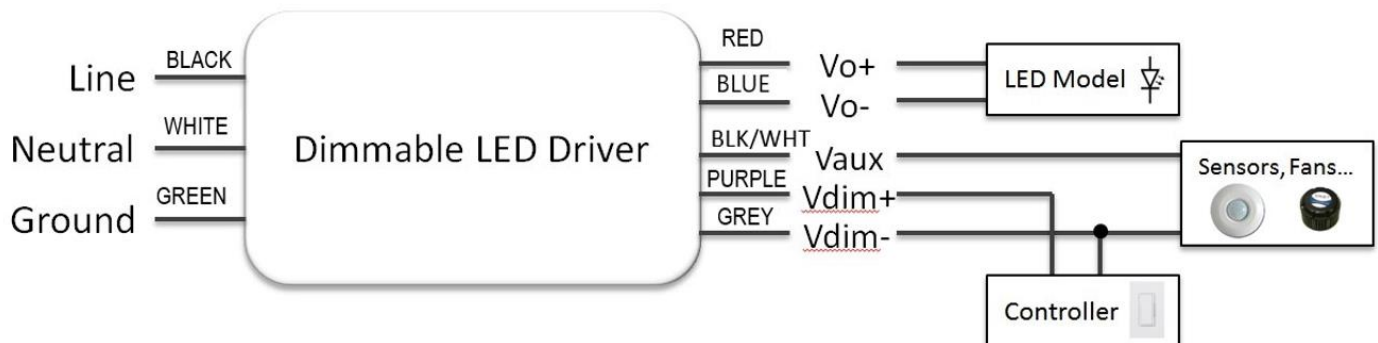 Line
BLACK
Neutral
WHITE
Ground
GREEN
Dimmable LED Driver
RED
Vo+
BLUE
Vo-
BLK/WHT
Vaux
PURPLE
Vdim+
GREY
Vdim-
LED Model
Sensors, Fans...
Controller